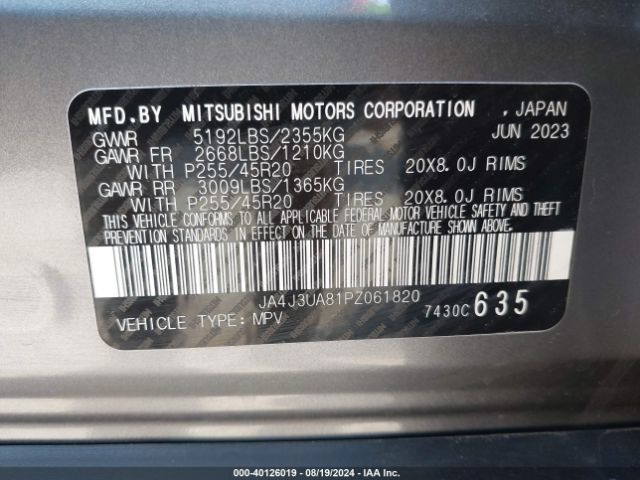 MFD.BY MITSUBISHI MOTORS CORPORATION , JAPAN
GVWR 5192LBS/2355KG JUN 2023
GAWR FR 2668LBS/1210KG
WITH P255/45R20 TIRES 20X8.0J RIMS
GAWR RR 3009LBS/1365KG
WITH P255/45R20 TIRES 20X8.0J RIMS
THIS VEHICLE CONFORMS TO ALL APPLICABLE FEDERAL MOTOR VEHICLE SAFETY AND THEFT
PREVENTION STANDARDS IN EFFECT ON THE DATE OF MANUFACTURE SHOWN ABOVE.
JA4J3UA81PZ061820
VEHICLE TYPE: MPV 7430C 635
000-40126019 - 08/19/2024 - IAA Auctions